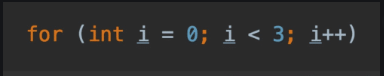 for (int i = 0; i < 3; i++)